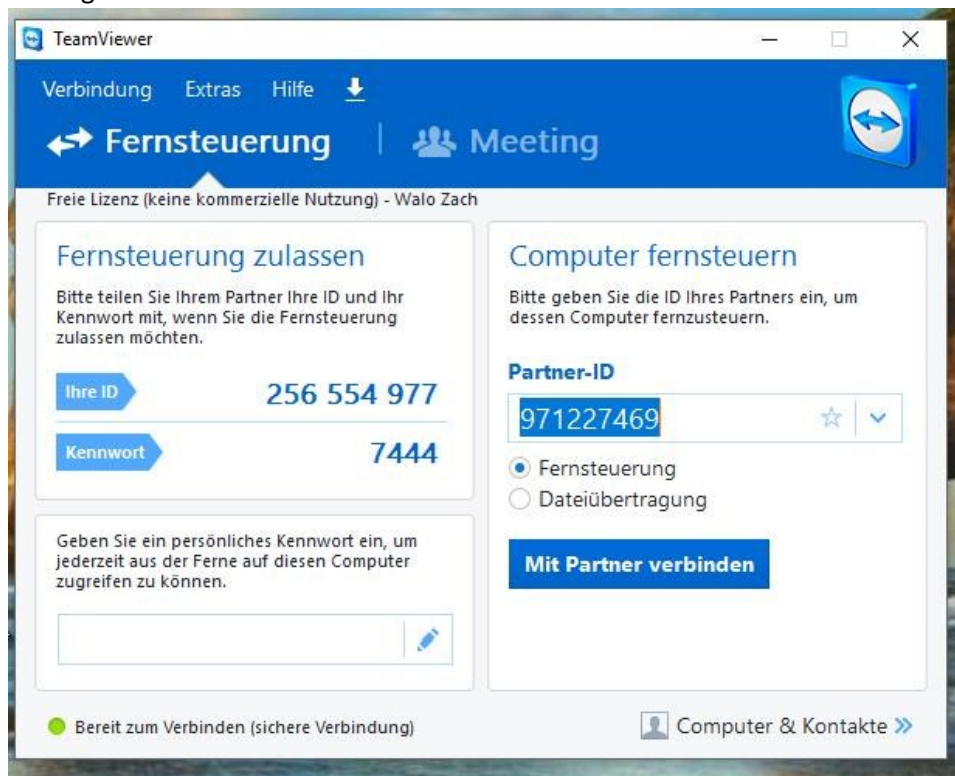 TeamViewer
Verbindung Extras Hilfe
Fernsteuerung Meeting
Freie Lizenz (keine kommerzielle Nutzung) - Walo Zach
Fernsteuerung zulassen
Bitte teilen Sie Ihrem Partner Ihre ID und Ihr
Kennwort mit, wenn Sie die Fernsteuerung
zulassen möchten.
Ihre ID 256 554 977
Kennwort 7444
Geben Sie ein persönliches Kennwort ein, um
jederzeit aus der Ferne auf diesen Computer
zugreifen zu können.
Computer fernsteuern
Bitte geben Sie die ID Ihres Partners ein, um
dessen Computer fernzusteuern.
Partner-ID
971227469
Fernsteuerung
Dateiübertragung
Mit Partner verbinden
Bereit zum Verbinden (sichere Verbindung)
Computer & Kontakte